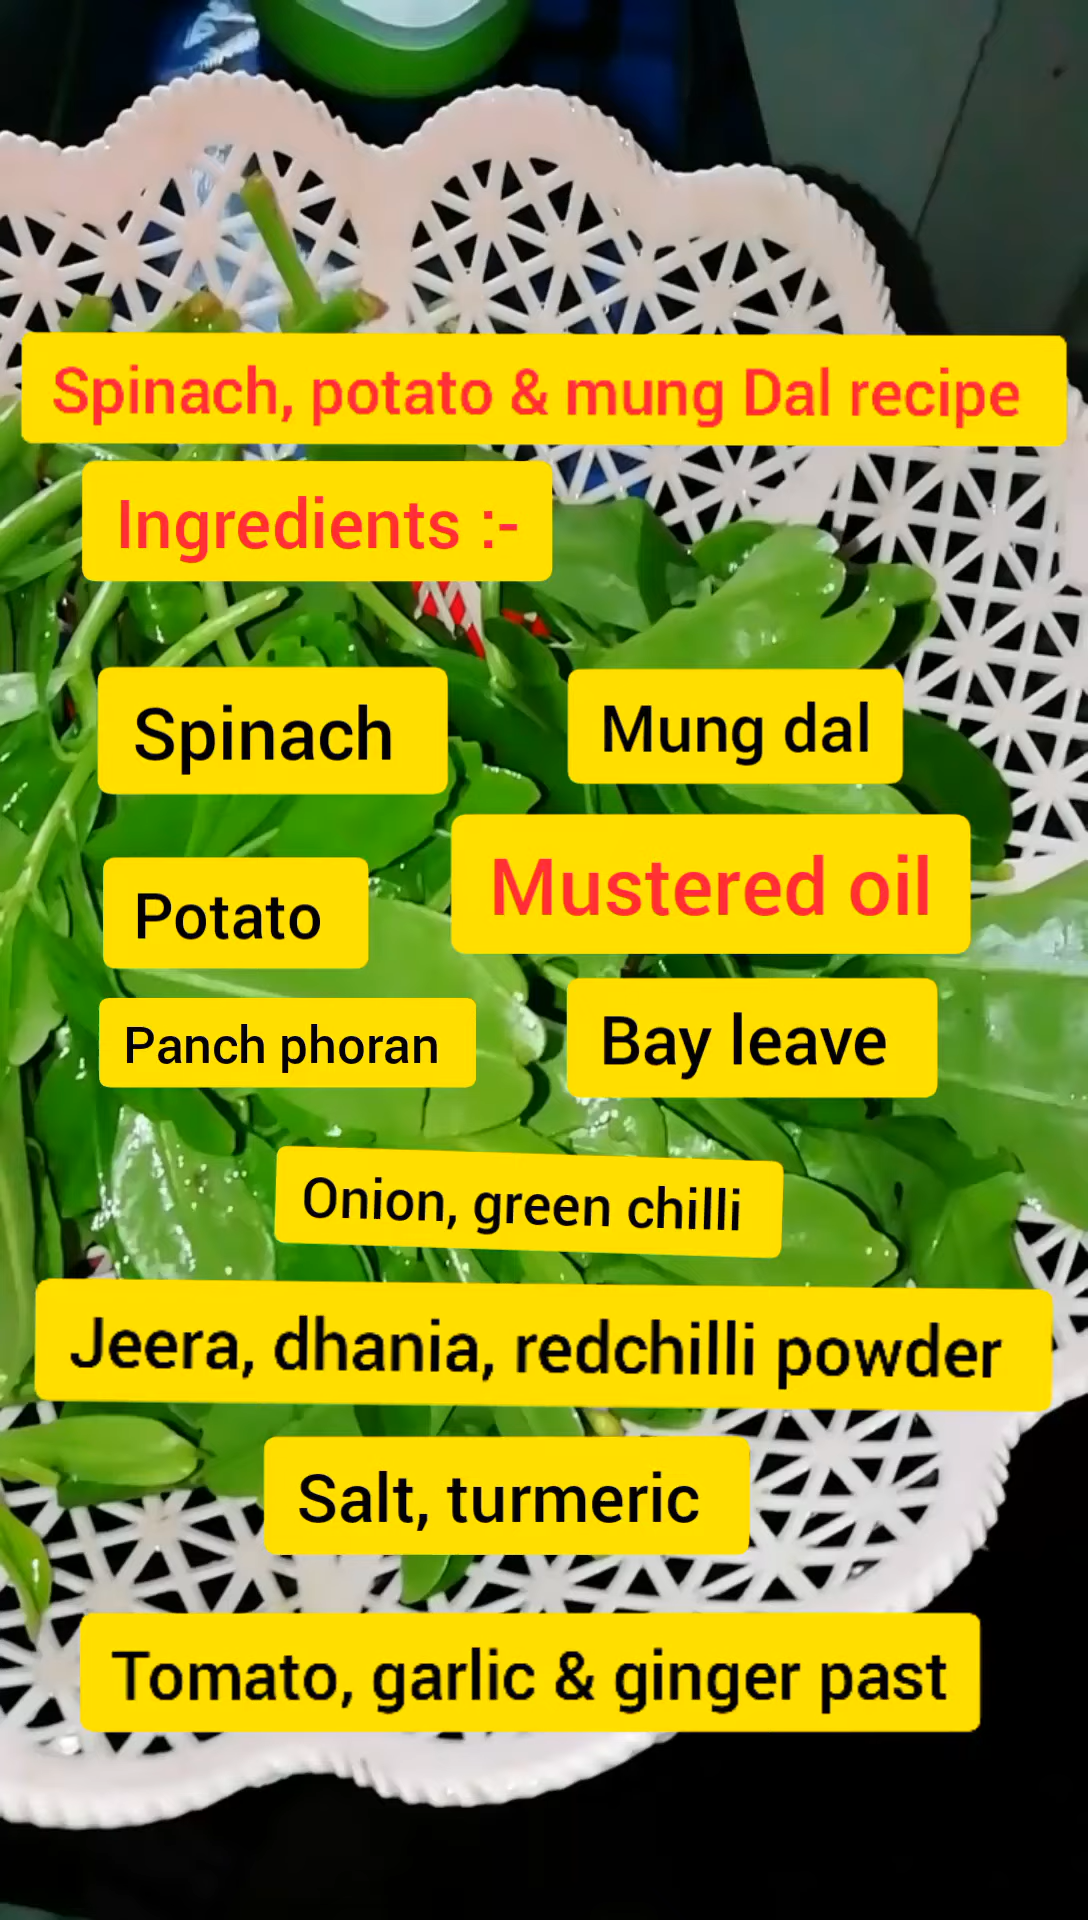 Spinach, potato & mung Dal recipe
Ingredients :-
Spinach
Mung dal
Potato
Mustered oil
Panch phoran
Bay leave
Onion, green chilli
Jeera, dhania, redchilli powder
Salt, turmeric
Tomato, garlic & ginger past